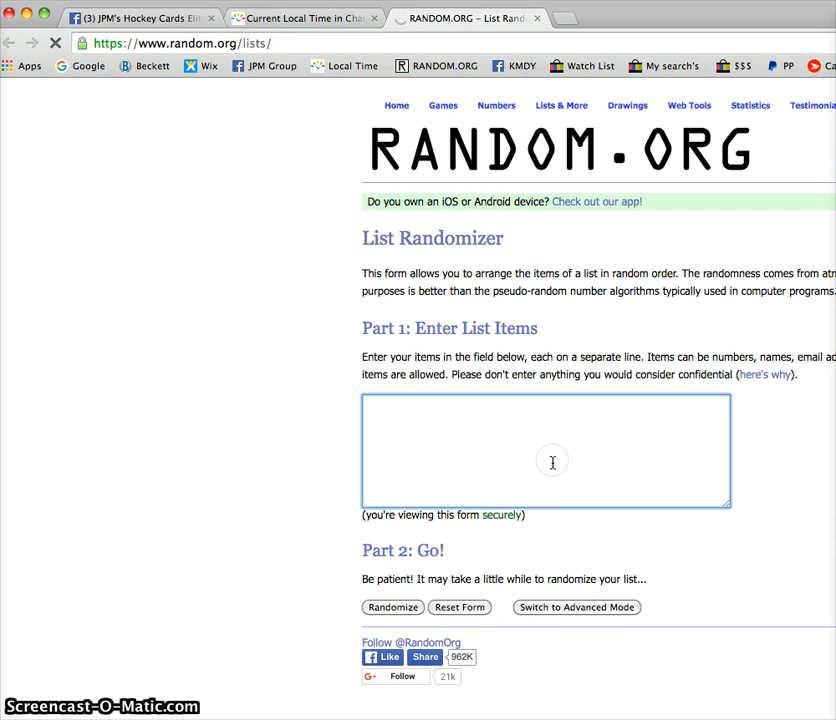 (3) JPM's Hockey Cards Elit
Current Local Time in Chat
RANDOM.ORG - List Rando
https://www.random.org/lists/
Apps Google Beckett Wix JPM Group Local Time RANDOM.ORG KMDY Watch List My search's $$$ PP Ca
Home Games Numbers Lists & More Drawings Web Tools Statistics Testimonia
RANDOM.ORG
Do you own an iOS or Android device? Check out our app!
List Randomizer
This form allows you to arrange the items of a list in random order. The randomness comes from atm
purposes is better than the pseudo-random number algorithms typically used in computer programs.
Part 1: Enter List Items
Enter your items in the field below, each on a separate line. Items can be numbers, names, email ad
items are allowed. Please don't enter anything you would consider confidential (here's why).
(you're viewing this form securely)
Part 2: Go!
Be patient! It may take a little while to randomize your list...
Randomize Reset Form Switch to Advanced Mode
Follow @RandomOrg
Like Share 962K
G+ Follow 21k
Screencast-O-Matic.com